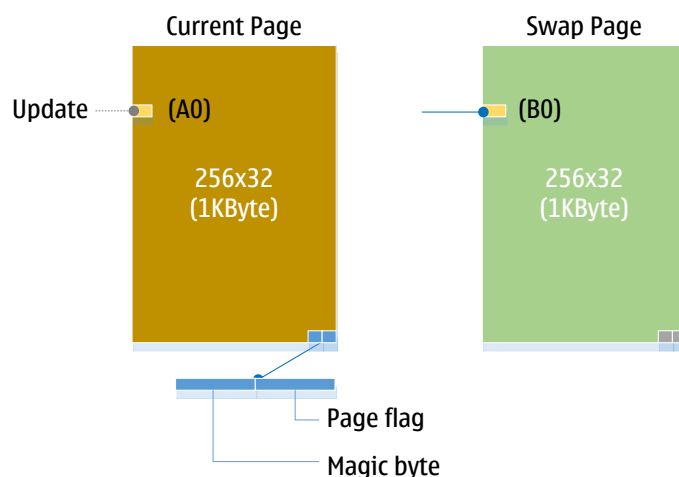 Current Page
Swap Page
Update
(A0)
(B0)
256x32
(1KByte)
256x32
(1KByte)
Page flag
Magic byte